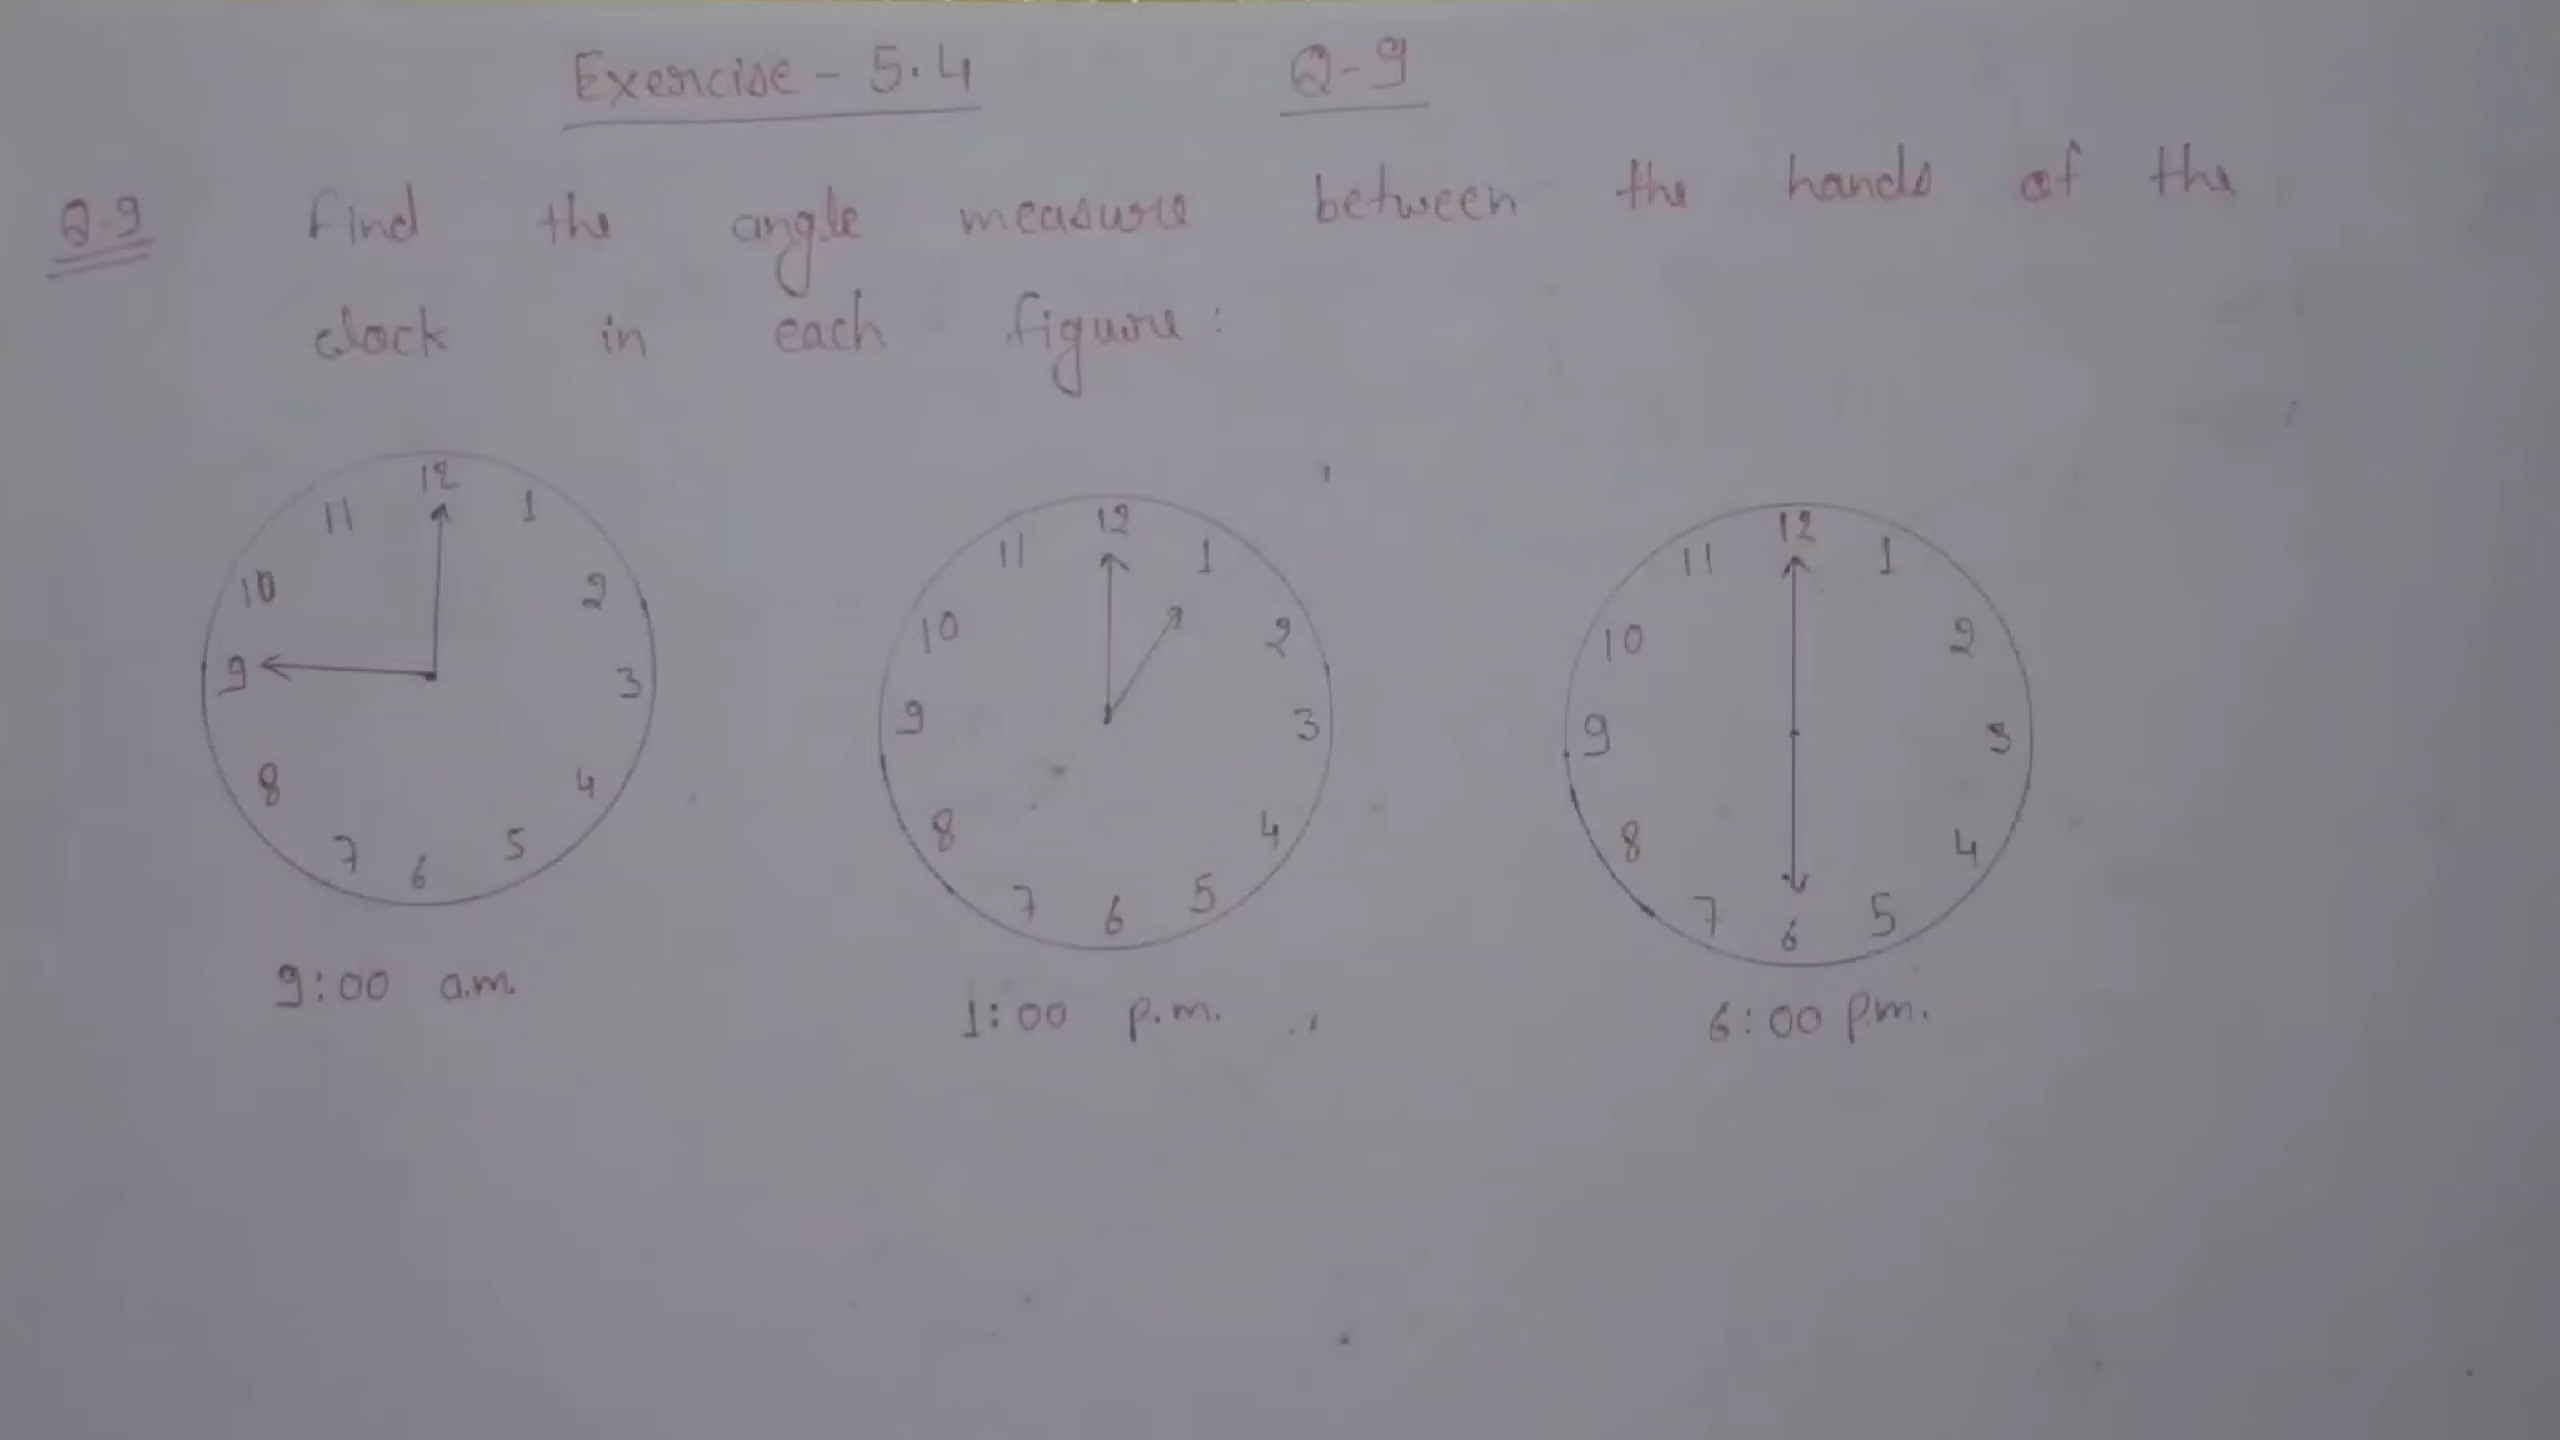 Exercise - 5.4 Q-9
Q.9 Find the angle measure between the hands of the
clock in each figure:
12
11 1
10 2
9 3
8 4
7 6 5
9:00 a.m.
12
11 1
10 2
9 3
8 4
7 6 5
1:00 p.m.
12
11 1
10 2
9 3
8 4
7 6 5
6:00 p.m.